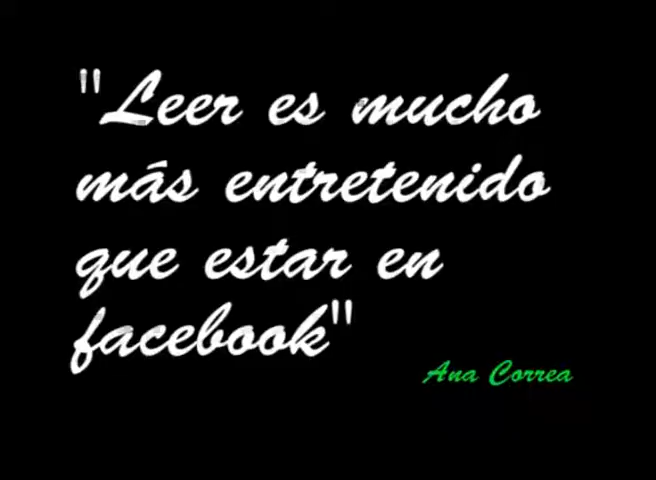 "Leer es mucho
más entretenido
que estar en
facebook"
Ana Correa